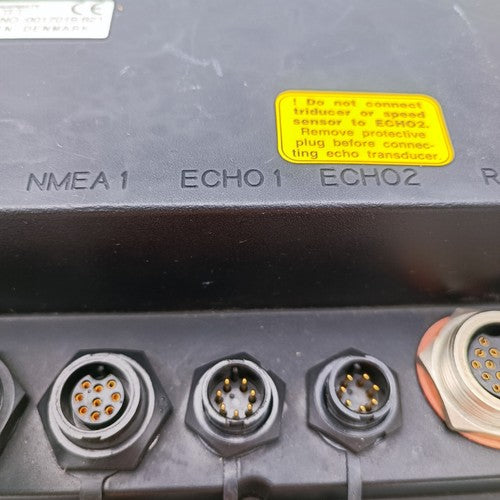 DENMARK
! Do not connect
triducer or speed
sensor to ECHO2.
Remove protective
plug before connec-
ting echo transducer
NMEA 1 ECHO 1 ECHO2 R